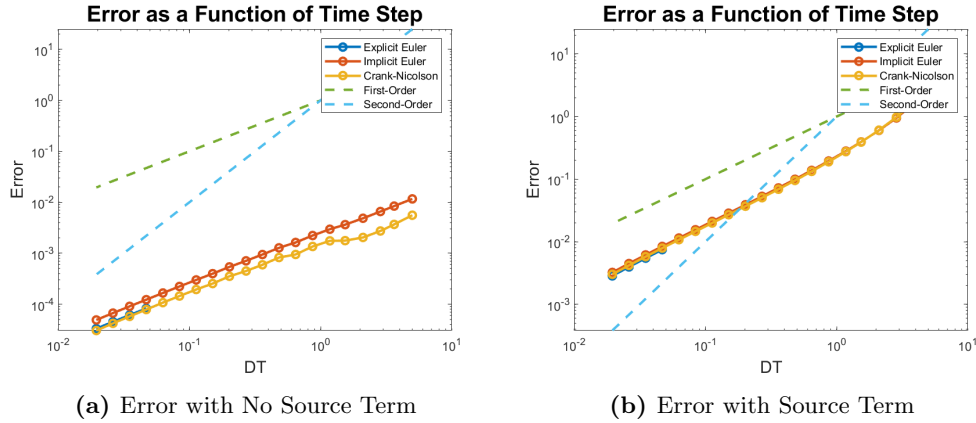 Error as a Function of Time Step
10^1
10^0
10^-1
10^-2
10^-3
10^-4
Error
Explicit Euler
Implicit Euler
Crank-Nicolson
First-Order
Second-Order
10^-2
10^-1
10^0
10^1
DT
(a) Error with No Source Term
Error as a Function of Time Step
10^1
10^0
10^-1
10^-2
10^-3
Error
Explicit Euler
Implicit Euler
Crank-Nicolson
First-Order
Second-Order
10^-2
10^-1
10^0
10^1
DT
(b) Error with Source Term